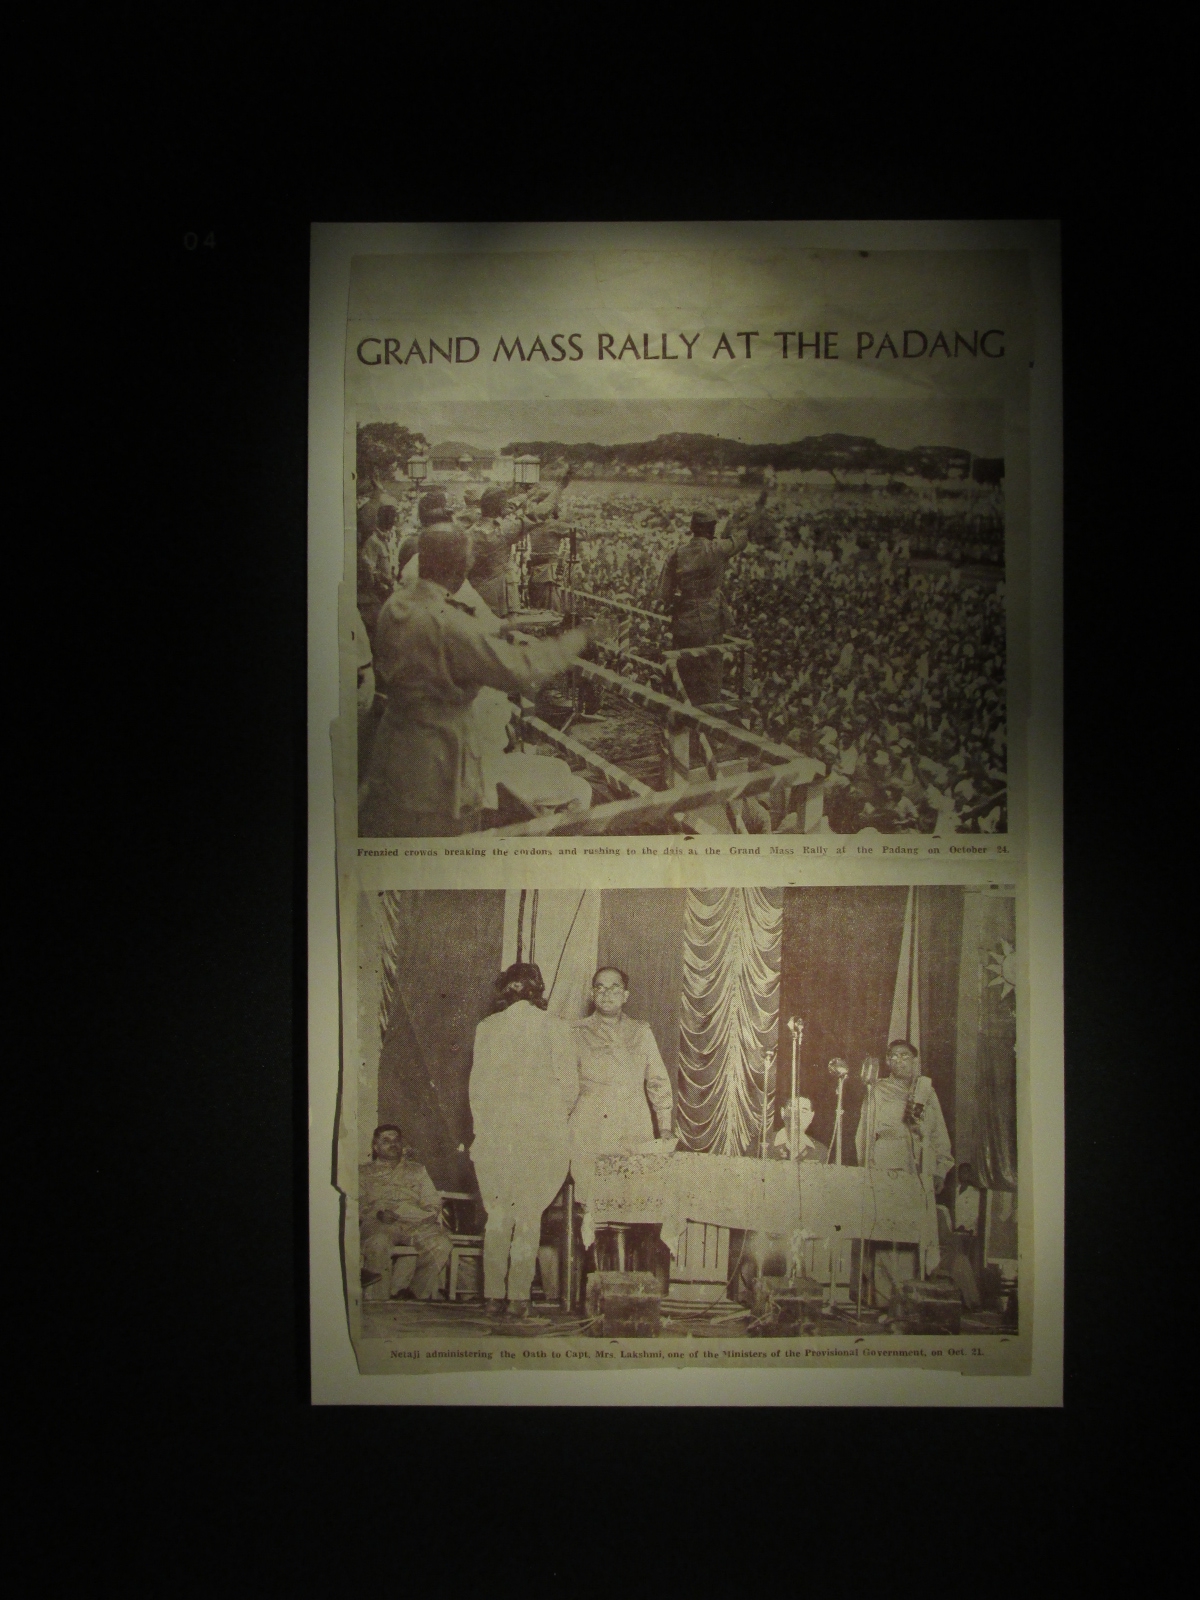 04
GRAND MASS RALLY AT THE PADANG
Frenzied crowds breaking the cordons and rushing to the dais at the Grand Mass Rally at the Padang on October 24.
Netaji administering the Oath to Capt. Mrs. Lakshmi, one of the Ministers of the Provisional Government, on Oct. 21.